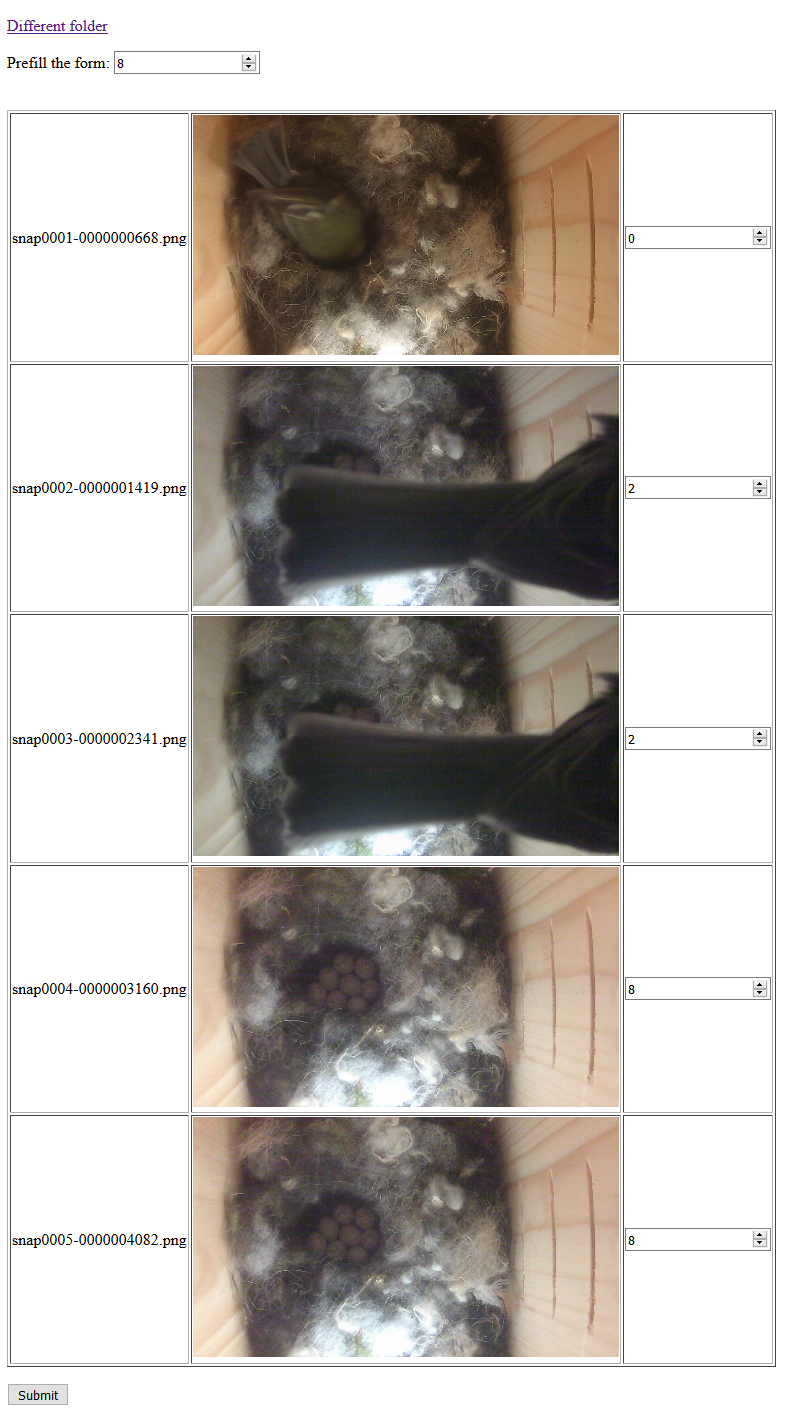 Different folder
Prefill the form: 8
snap0001-0000000668.png 0
snap0002-0000001419.png 2
snap0003-0000002341.png 2
snap0004-0000003160.png 8
snap0005-0000004082.png 8
Submit